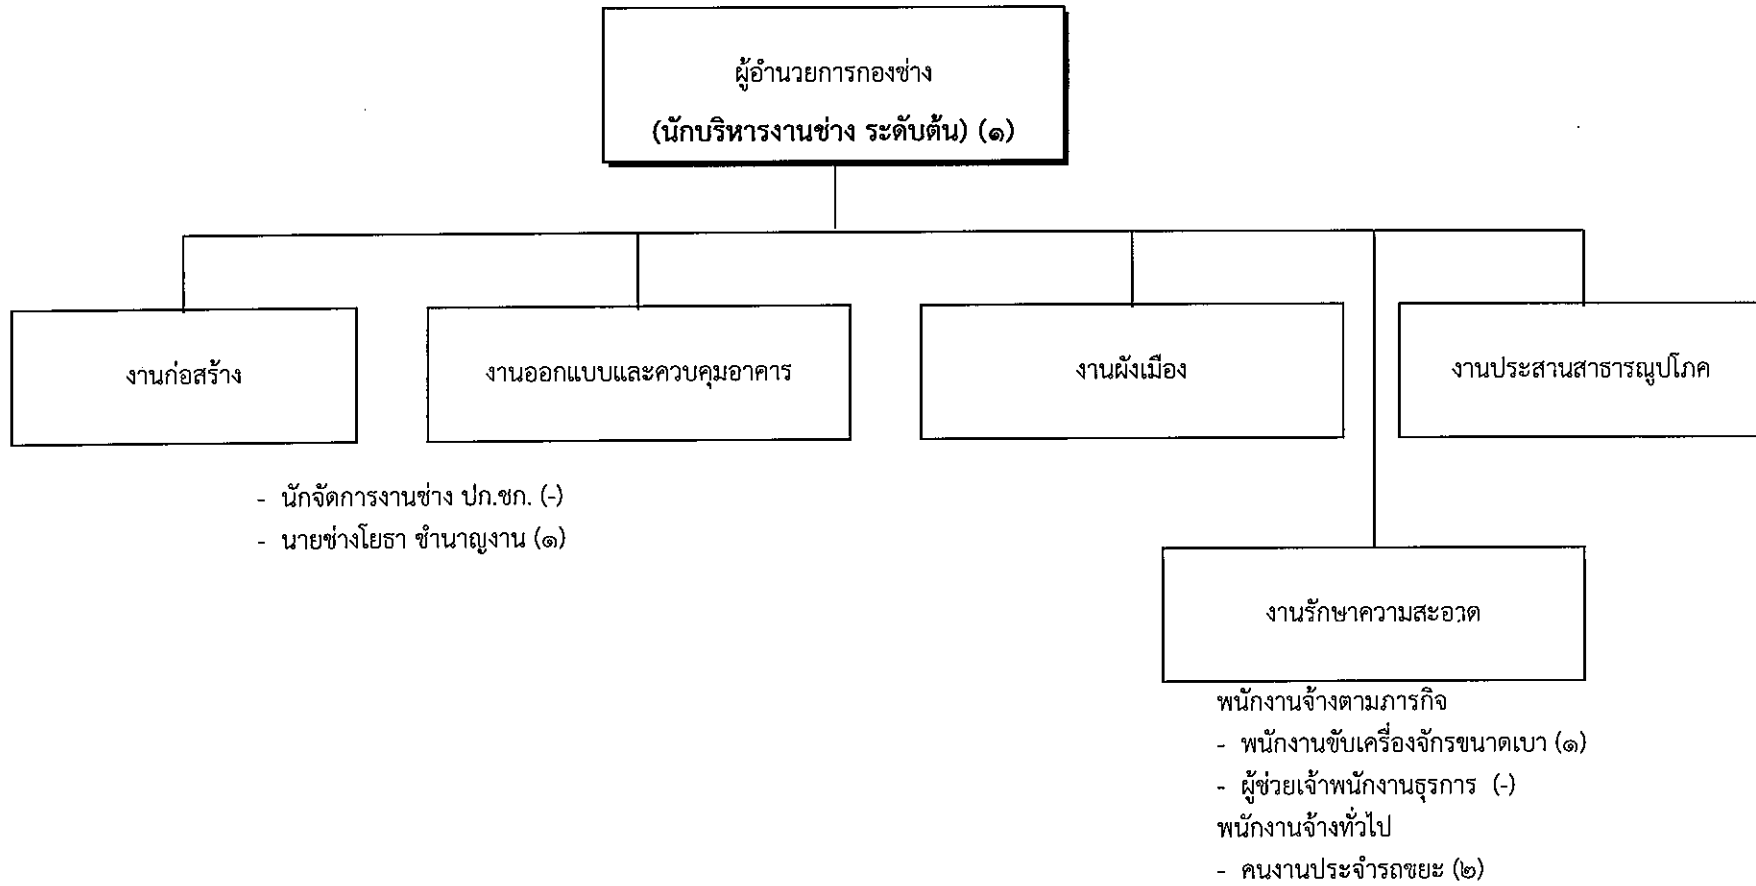 ผู้อำนวยการกองช่าง
(นักบริหารงานช่าง ระดับต้น) (๑)
งานก่อสร้าง
งานออกแบบและควบคุมอาคาร
งานผังเมือง
งานประสานสาธารณูปโภค
- นักจัดการงานช่าง ปก.ชก. (-)
- นายช่างโยธา ชำนาญงาน (๑)
งานรักษาความสะอาด
พนักงานจ้างตามภารกิจ
- พนักงานขับเครื่องจักรขนาดเบา (๑)
- ผู้ช่วยเจ้าพนักงานธุรการ (-)
พนักงานจ้างทั่วไป
- คนงานประจำรถขยะ (๒)